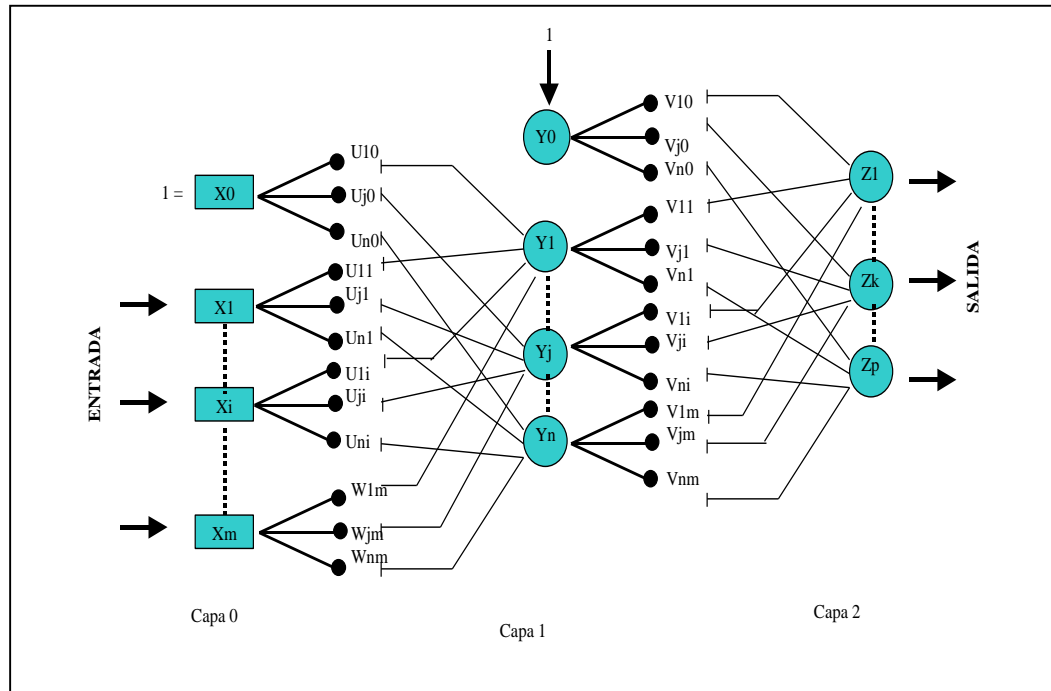 1
Y0
V10
Vj0
Vn0
1 =
X0
U10
Uj0
Un0
Y1
V11
Vj1
Vn1
Z1
ENTRADA
X1
U11
Uj1
Un1
Yj
V1i
Vji
Vni
Zk
SALIDA
Xi
U1i
Uji
Uni
Yn
V1m
Vjm
Vnm
Zp
Xm
W1m
Wjm
Wnm
Capa 0
Capa 1
Capa 2